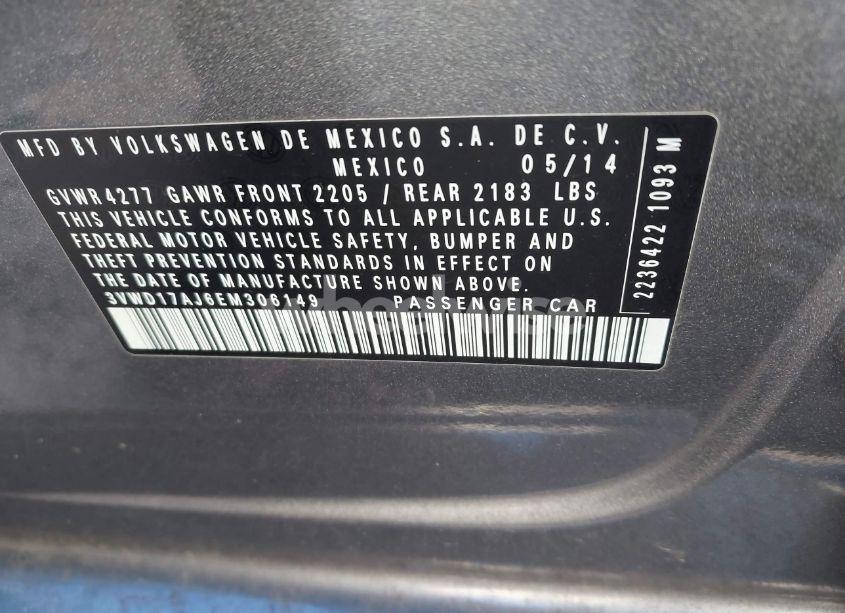 MFD BY VOLKSWAGEN DE MEXICO S.A. DE C.V.
MEXICO 05/14
GVWR 4277 GAWR FRONT 2205 / REAR 2183 LBS
THIS VEHICLE CONFORMS TO ALL APPLICABLE U.S.
FEDERAL MOTOR VEHICLE SAFETY, BUMPER AND
THEFT PREVENTION STANDARDS IN EFFECT ON
THE DATE OF MANUFACTURE SHOWN ABOVE.
3VWD17AJ6EM306149 PASSENGER CAR
2236422 1093 M